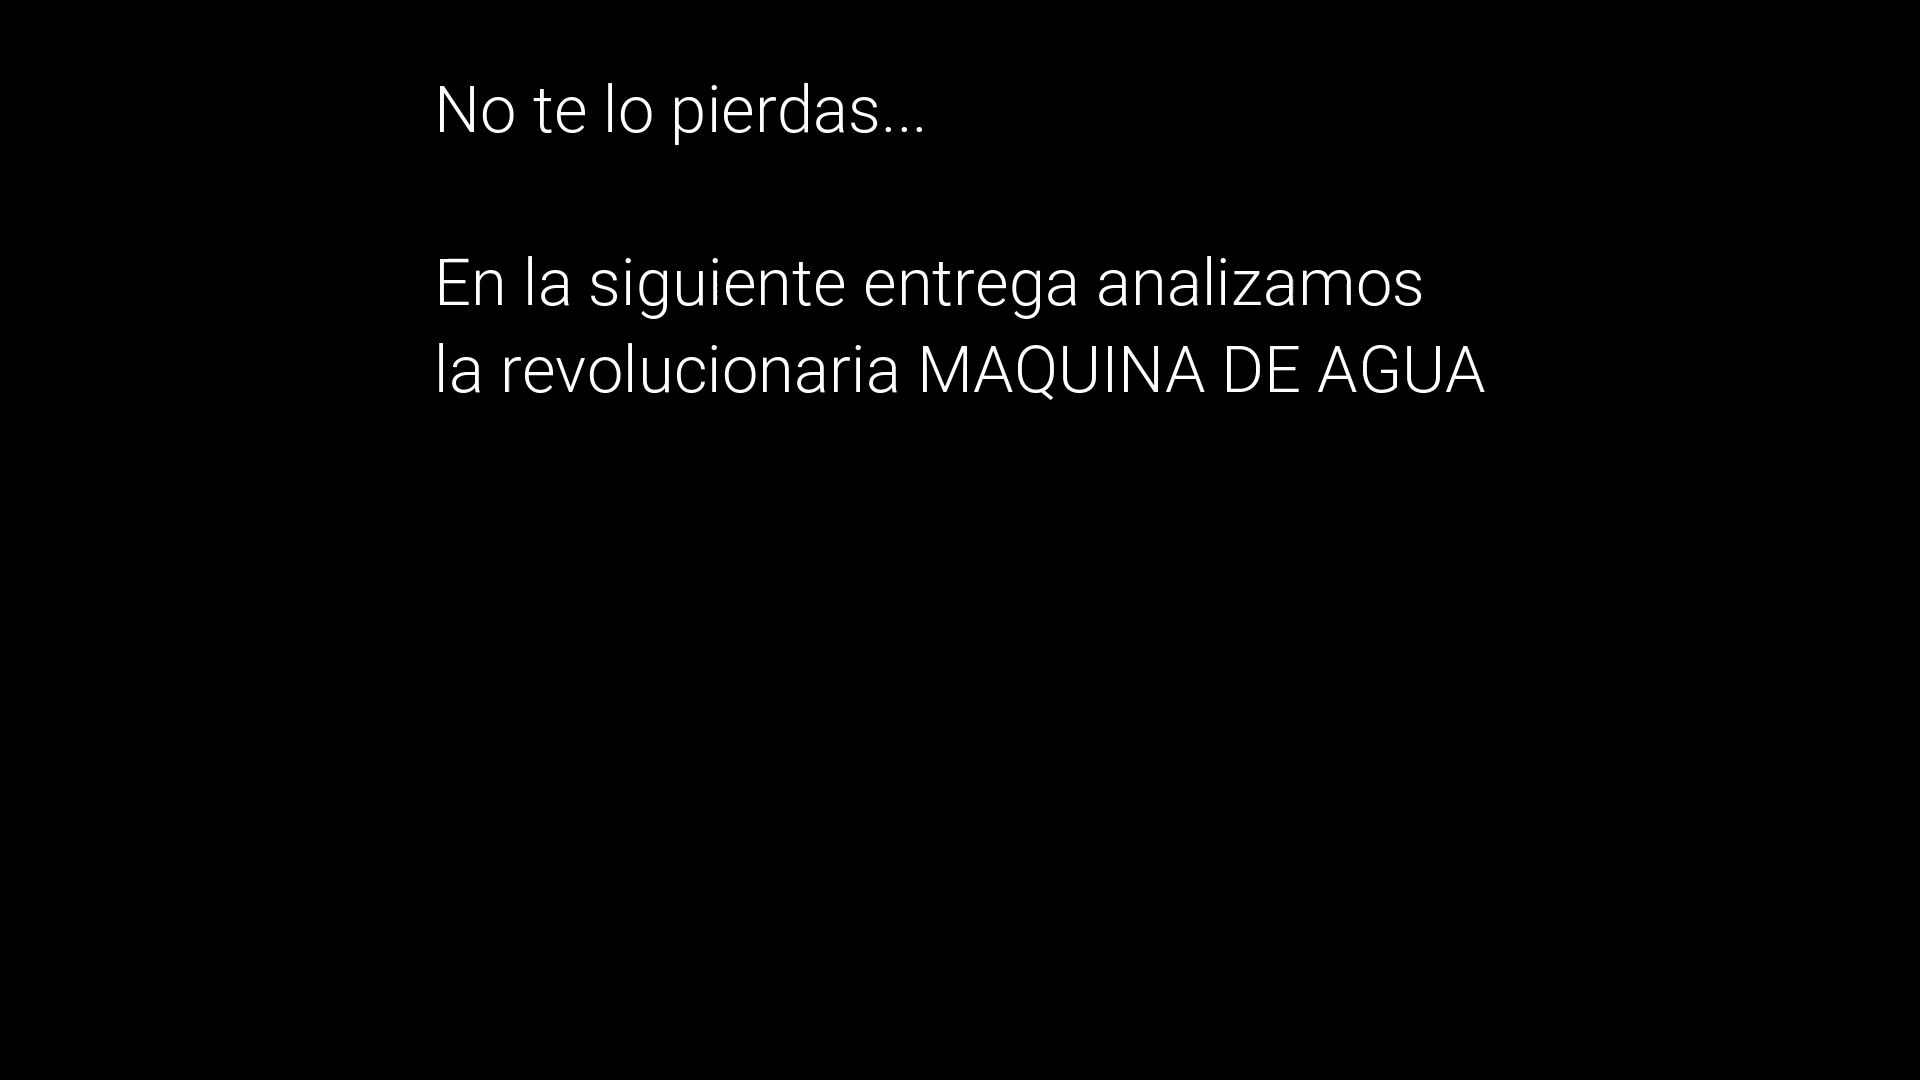 No te lo pierdas...
En la siguiente entrega analizamos
la revolucionaria MAQUINA DE AGUA